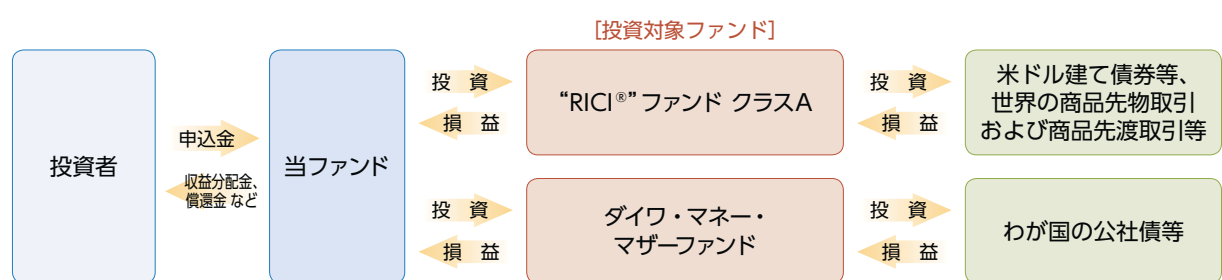 [投資対象ファンド]
投資者
申込金
収益分配金、
償還金 など
当ファンド
投 資
損 益
“RICI®”ファンド クラスA
投 資
損 益
米ドル建て債券等、
世界の商品先物取引
および商品先渡取引等
投 資
損 益
ダイワ・マネー・
マザーファンド
投 資
損 益
わが国の公社債等